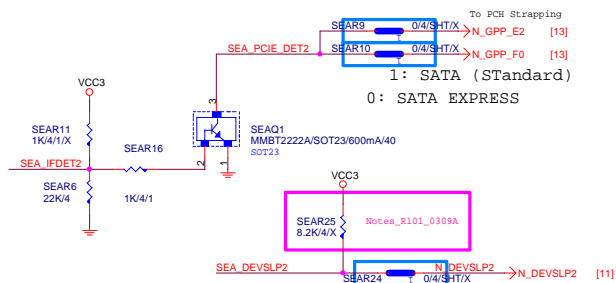 To PCH Strapping
SEAR9 0/4/SHT/X N_GPP_E2 [13]
SEA_PCIE_DET2 SEAR10 0/4/SHT/X N_GPP_F0 [13]
1: SATA (STandard)
0: SATA EXPRESS
VCC3
3
SEAR11
1K/4/1/X
SEAQ1
MMBT2222A/SOT23/600mA/40
SOT23
SEAR16
2 1
SEA_IFDET2
SEAR6
22K/4
1K/4/1
VCC3
SEAR25
8.2K/4/X
Notes_R101_0309A
SEA_DEVSLP2 N_DEVSLP2 N_DEVSLP2 [11]
SEAR24 0/4/SHT/X